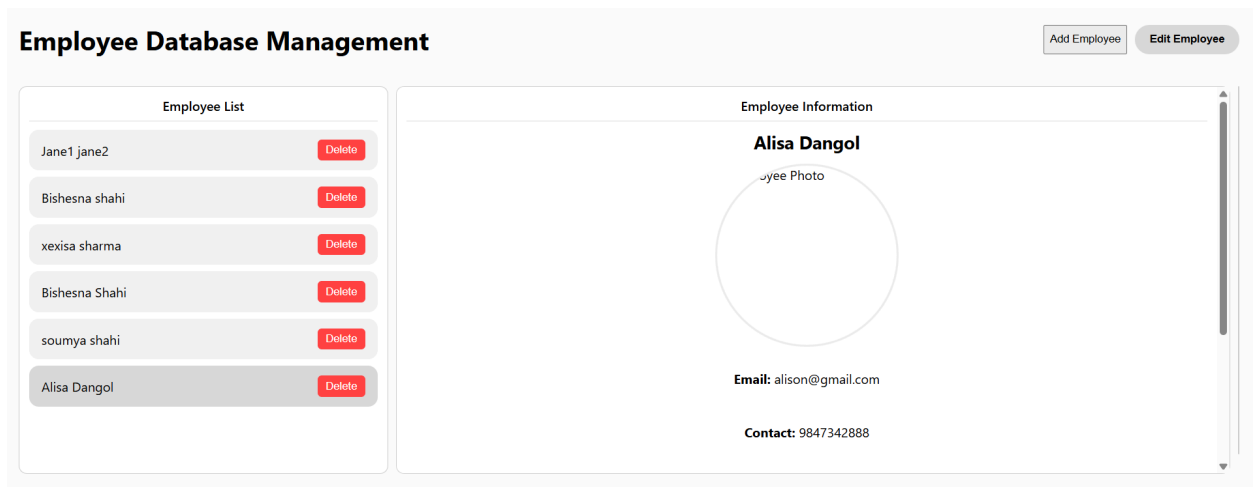 Employee Database Management
Add Employee
Edit Employee
Employee List
Jane1 jane2
Delete
Bishesna shahi
Delete
xexisa sharma
Delete
Bishesna Shahi
Delete
soumya shahi
Delete
Alisa Dangol
Delete
Employee Information
Alisa Dangol
Photo
Email: alison@gmail.com
Contact: 9847342888